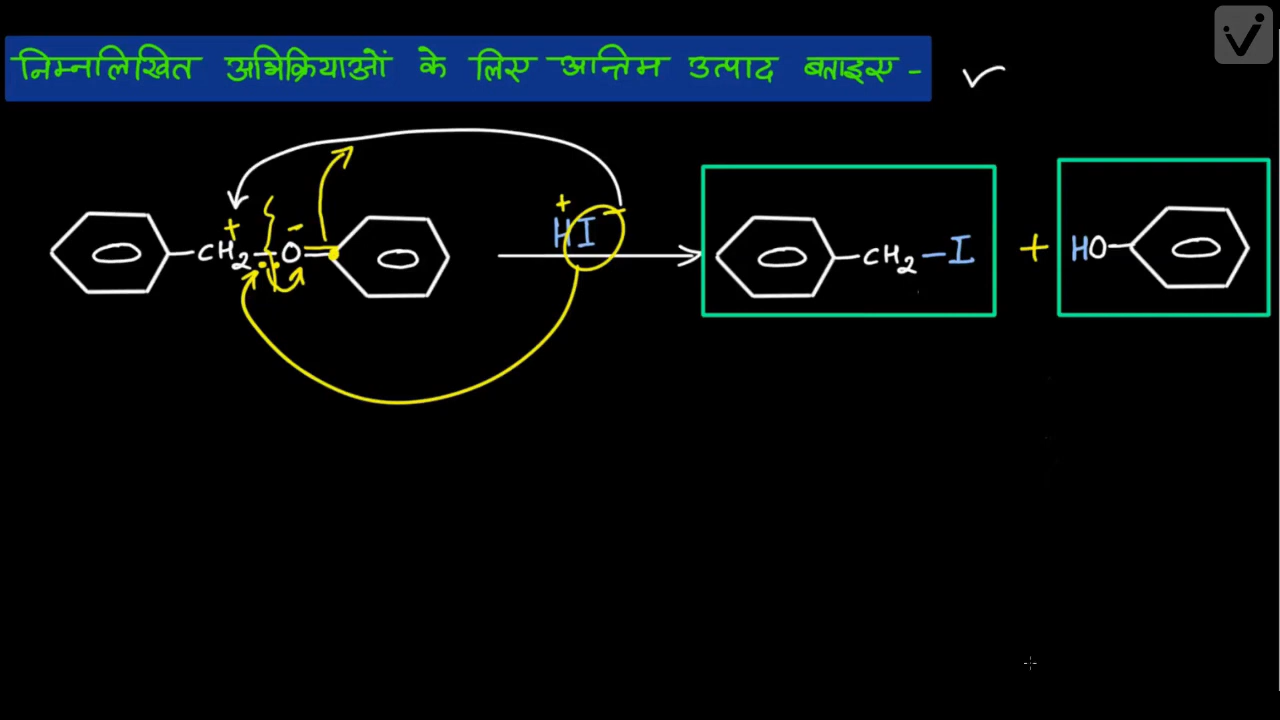 निम्नलिखित अभिक्रियाओं के लिए अन्तिम उत्पाद बताइए -
CH2 - O = HI CH2 - I + HO -